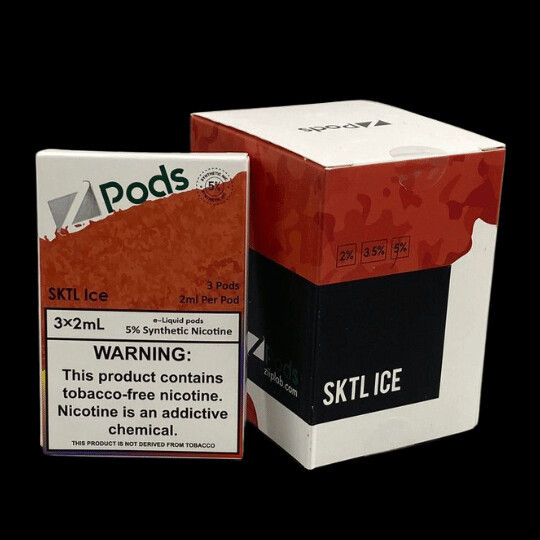 Z Pods
5%
SKTL Ice
3 Pods
2ml Per Pod
3×2mL
e-Liquid pods
5% Synthetic Nicotine
WARNING:
This product contains
tobacco-free nicotine.
Nicotine is an addictive
chemical.
THIS PRODUCT IS NOT DERIVED FROM TOBACCO
Z Pods
2% 3.5% 5%
Z Pods
ziiplab.com
SKTL ICE